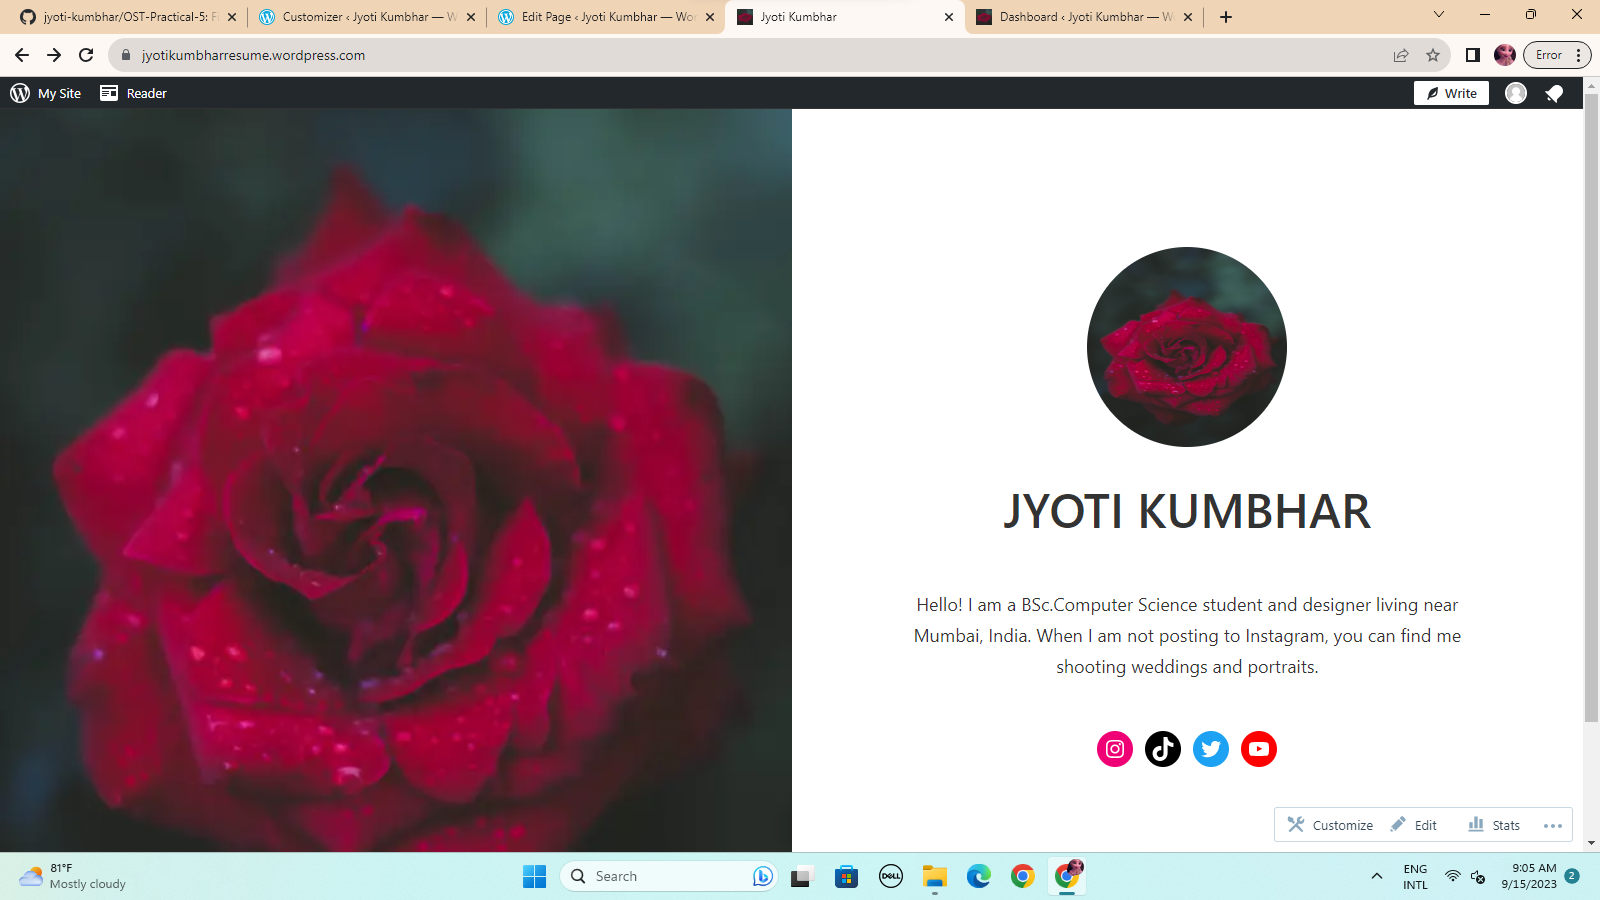 jyoti-kumbhar/OST-Practical-5: F
Customizer ‹ Jyoti Kumbhar — W
Edit Page ‹ Jyoti Kumbhar — Wor
Jyoti Kumbhar
Dashboard ‹ Jyoti Kumbhar — W
jyotikumbharresume.wordpress.com
Error
My Site
Reader
Write
JYOTI KUMBHAR
Hello! I am a BSc.Computer Science student and designer living near
Mumbai, India. When I am not posting to Instagram, you can find me
shooting weddings and portraits.
Customize
Edit
Stats
81°F
Mostly cloudy
Search
DELL
ENG
INTL
9:05 AM
9/15/2023
2